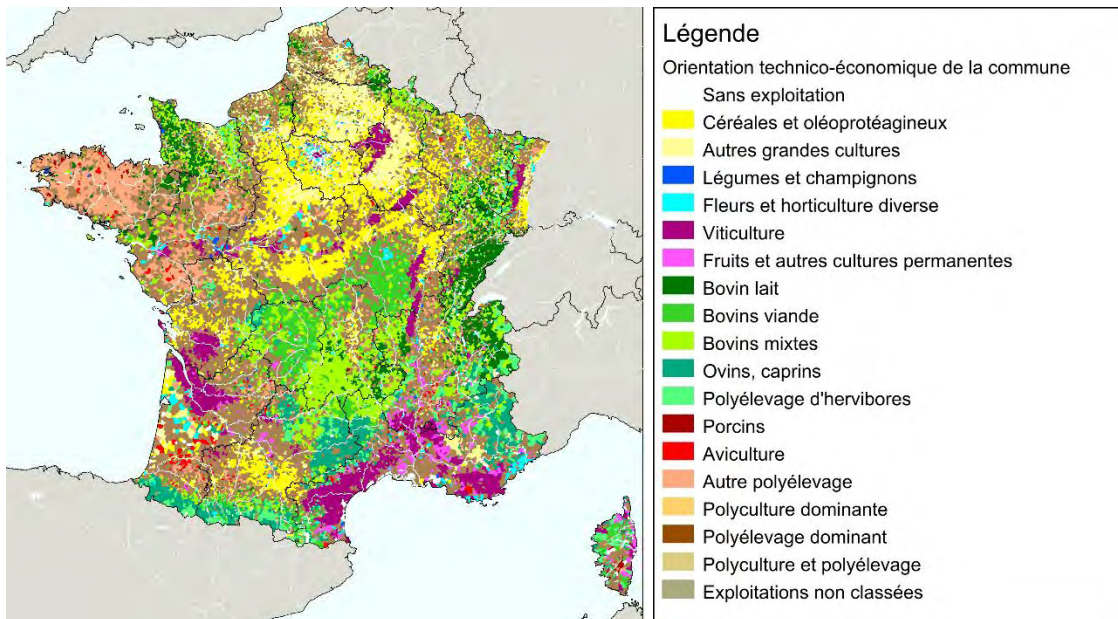 Légende
Orientation technico-économique de la commune
Sans exploitation
Céréales et oléoprotéagineux
Autres grandes cultures
Légumes et champignons
Fleurs et horticulture diverse
Viticulture
Fruits et autres cultures permanentes
Bovin lait
Bovins viande
Bovins mixtes
Ovins, caprins
Polyélevage d'hervibores
Porcins
Aviculture
Autre polyélevage
Polyculture dominante
Polyélevage dominant
Polyculture et polyélevage
Exploitations non classées